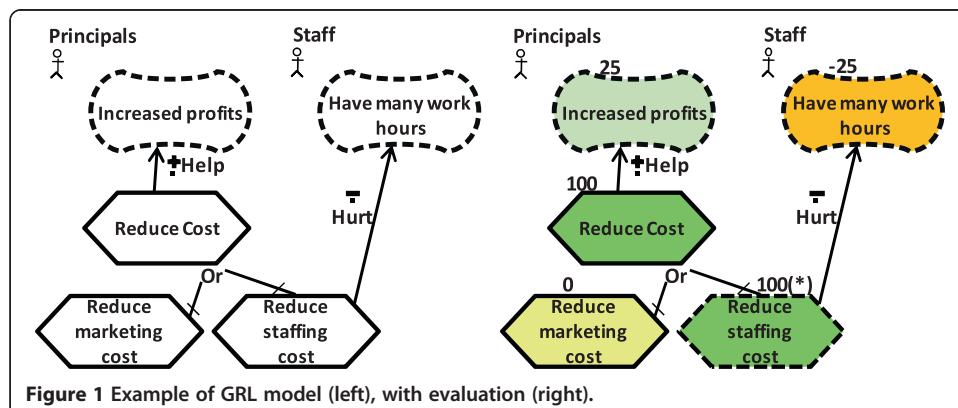 Principals
Staff
Increased profits
Have many work
hours
Help
Hurt
Reduce Cost
Or
Reduce
marketing
cost
Reduce
staffing
cost
Principals
Staff
25
-25
Increased profits
Have many work
hours
Help
Hurt
100
Reduce Cost
Or
0
100(*)
Reduce
marketing
cost
Reduce
staffing
cost
Figure 1 Example of GRL model (left), with evaluation (right).